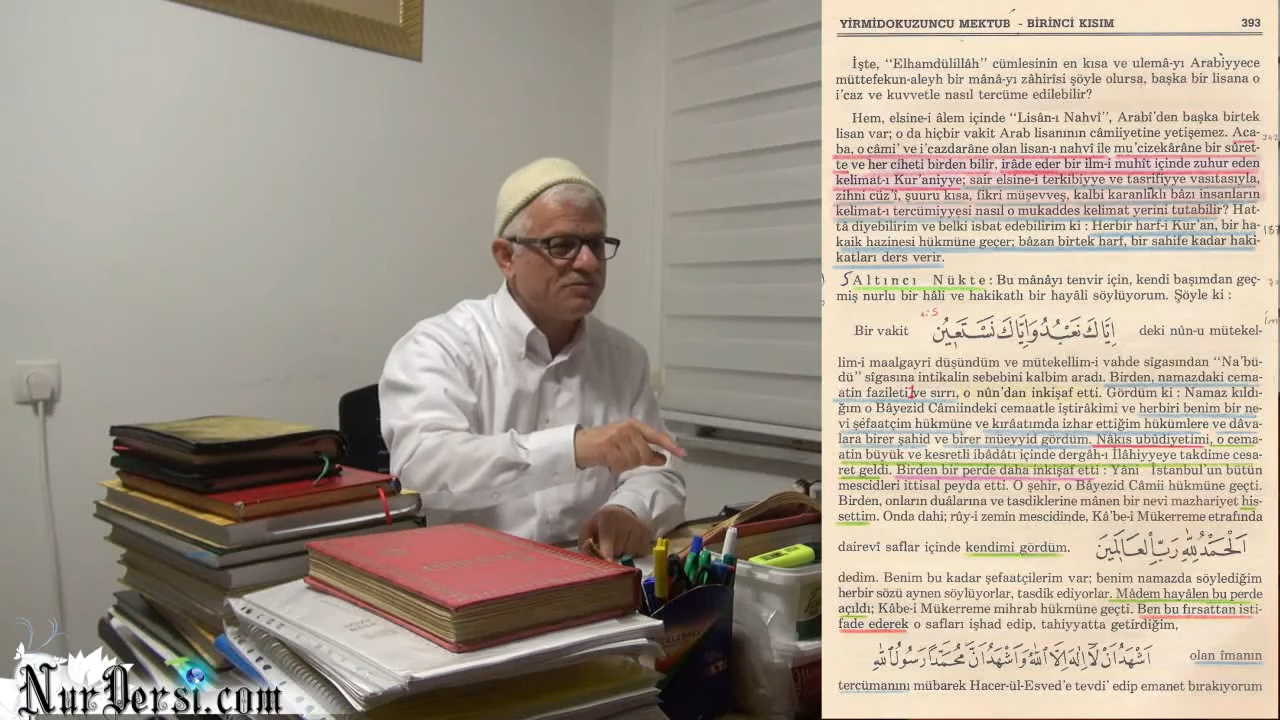 YİRMİDOKUZUNCU MEKTUB - BİRİNCİ KISIM 393
İşte, "Elhamdülillâh" cümlesinin en kısa ve ulemâ-yı Arabiyyece
müttefekun-aleyh bir mânâ-yı zâhirîsi şöyle olursa, başka bir lisana o
i'caz ve kuvvetle nasıl tercüme edilebilir?
Hem, elsine-i âlem içinde "Lisân-ı Nahvî", Arabî'den başka birtek
lisan var; o da hiçbir vakit Arab lisanının câmiiyetine yetişemez. Aca-
ba, o câmi' ve i'cazdarâne olan lisan-ı nahvî ile mu'cizekârâne bir sûret-
te ve her ciheti birden bilir, irâde eder bir ilm-i muhit içinde zuhur eden
kelimat-ı Kur'aniyye; sair elsine-i terkibiyye ve tasrifiyye vasıtasıyla,
zihni cüz'î, şuuru kısa, fikri müşevveş, kalbi karanlıklı bâzı insanların
kelimat-ı tercümiyyesi nasıl o mukaddes kelimat yerini tutabilir? Hat-
tâ diyebilirim ve belki isbat edebilirim ki : Herbir harf-i Kur'an, bir ha-
kaik hazinesi hükmüne geçer; bâzan birtek harf, bir sahife kadar haki-
katları ders verir.
Altıncı Nükte: Bu mânâyı tenvir için, kendi başımdan geç-
miş nurlu bir hâli ve hakikatlı bir hayâli söylüyorum. Şöyle ki :
Bir vakit اِيَّاكَ نَعْبُدُ وَاِيَّاكَ نَسْتَعِينُ deki nûn-u mütekel-
lim-i maalgayri düşündüm ve mütekellim-i vahde sîgasından "Na'bü-
dü" sîgasına intikalin sebebini kalbim aradı. Birden, namazdaki cema-
atin fazileti ve sırrı, o nûn'dan inkişaf etti. Gördüm ki : Namaz kıldı-
ğım o Bâyezid Câmiindeki cemaatle iştirâkimi ve herbiri benim bir ne-
vi şefaatçim hükmüne ve kırâatımda izhar ettiğim hükümlere ve dâva-
lara birer şahid ve birer müeyyid gördüm. Nâkıs ubûdiyetimi, o cema-
atin büyük ve kesretli ibâdâtı içinde dergâh-ı İlâhiyyeye takdime cesa-
ret geldi. Birden bir perde daha inkişaf etti : Yâni İstanbul'un bütün
mescidleri ittisal peyda etti. O şehir, o Bâyezid Câmii hükmüne geçti.
Birden, onların duâlarına ve tasdiklerine mânen bir nevi mazhariyet his-
settim. Onda dahi; rûy-i zemin mescidinde, Kâ'be-i Mükerreme etrafında
dairevî saflar içinde kendimi gördüm. اَلْحَمْدُ لِلّٰهِ رَبِّ الْعَالَمِينَ
dedim. Benim bu kadar şefaatçilerim var; benim namazda söylediğim
herbir sözü aynen söylüyorlar, tasdik ediyorlar. Mâdem hayâlen bu perde
açıldı; Kâbe-i Mükerreme mihrab hükmüne geçti. Ben bu fırsattan isti-
fade ederek o safları işhad edip, tahiyyatta getirdiğim,
اَشْهَدُ اَنْ لَا اِلٰهَ اِلَّا اللّٰهُ وَاَشْهَدُ اَنَّ مُحَمَّدًا رَسُولُ اللّٰهِ olan îmanın
tercümanını mübarek Hacer-ül-Esved'e tevdi' edip emanet bırakıyorum
NurDersi.com